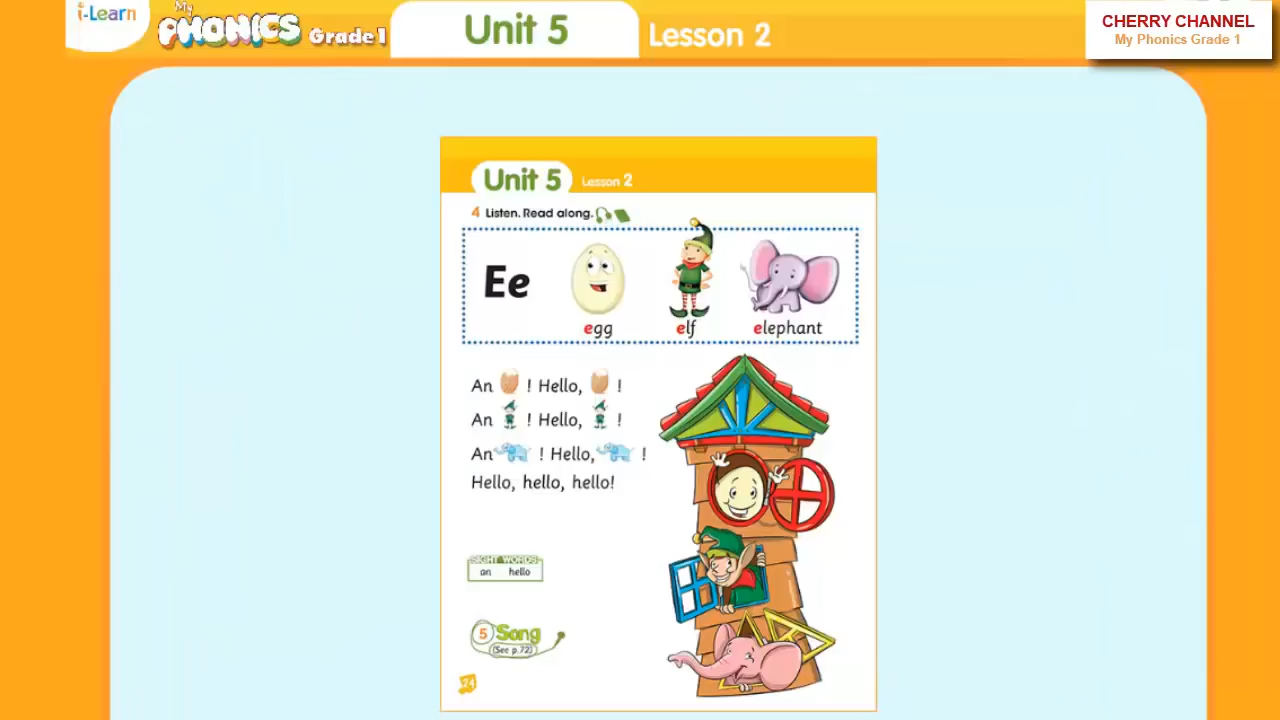 i-Learn
My
PHONICS Grade 1
Unit 5
Lesson 2
CHERRY CHANNEL
My Phonics Grade 1
Unit 5 Lesson 2
4 Listen. Read along.
Ee
egg elf elephant
An ! Hello, !
An ! Hello, !
An ! Hello, !
Hello, hello, hello!
SIGHT WORDS
an hello
5 Song
(See p.72)
24